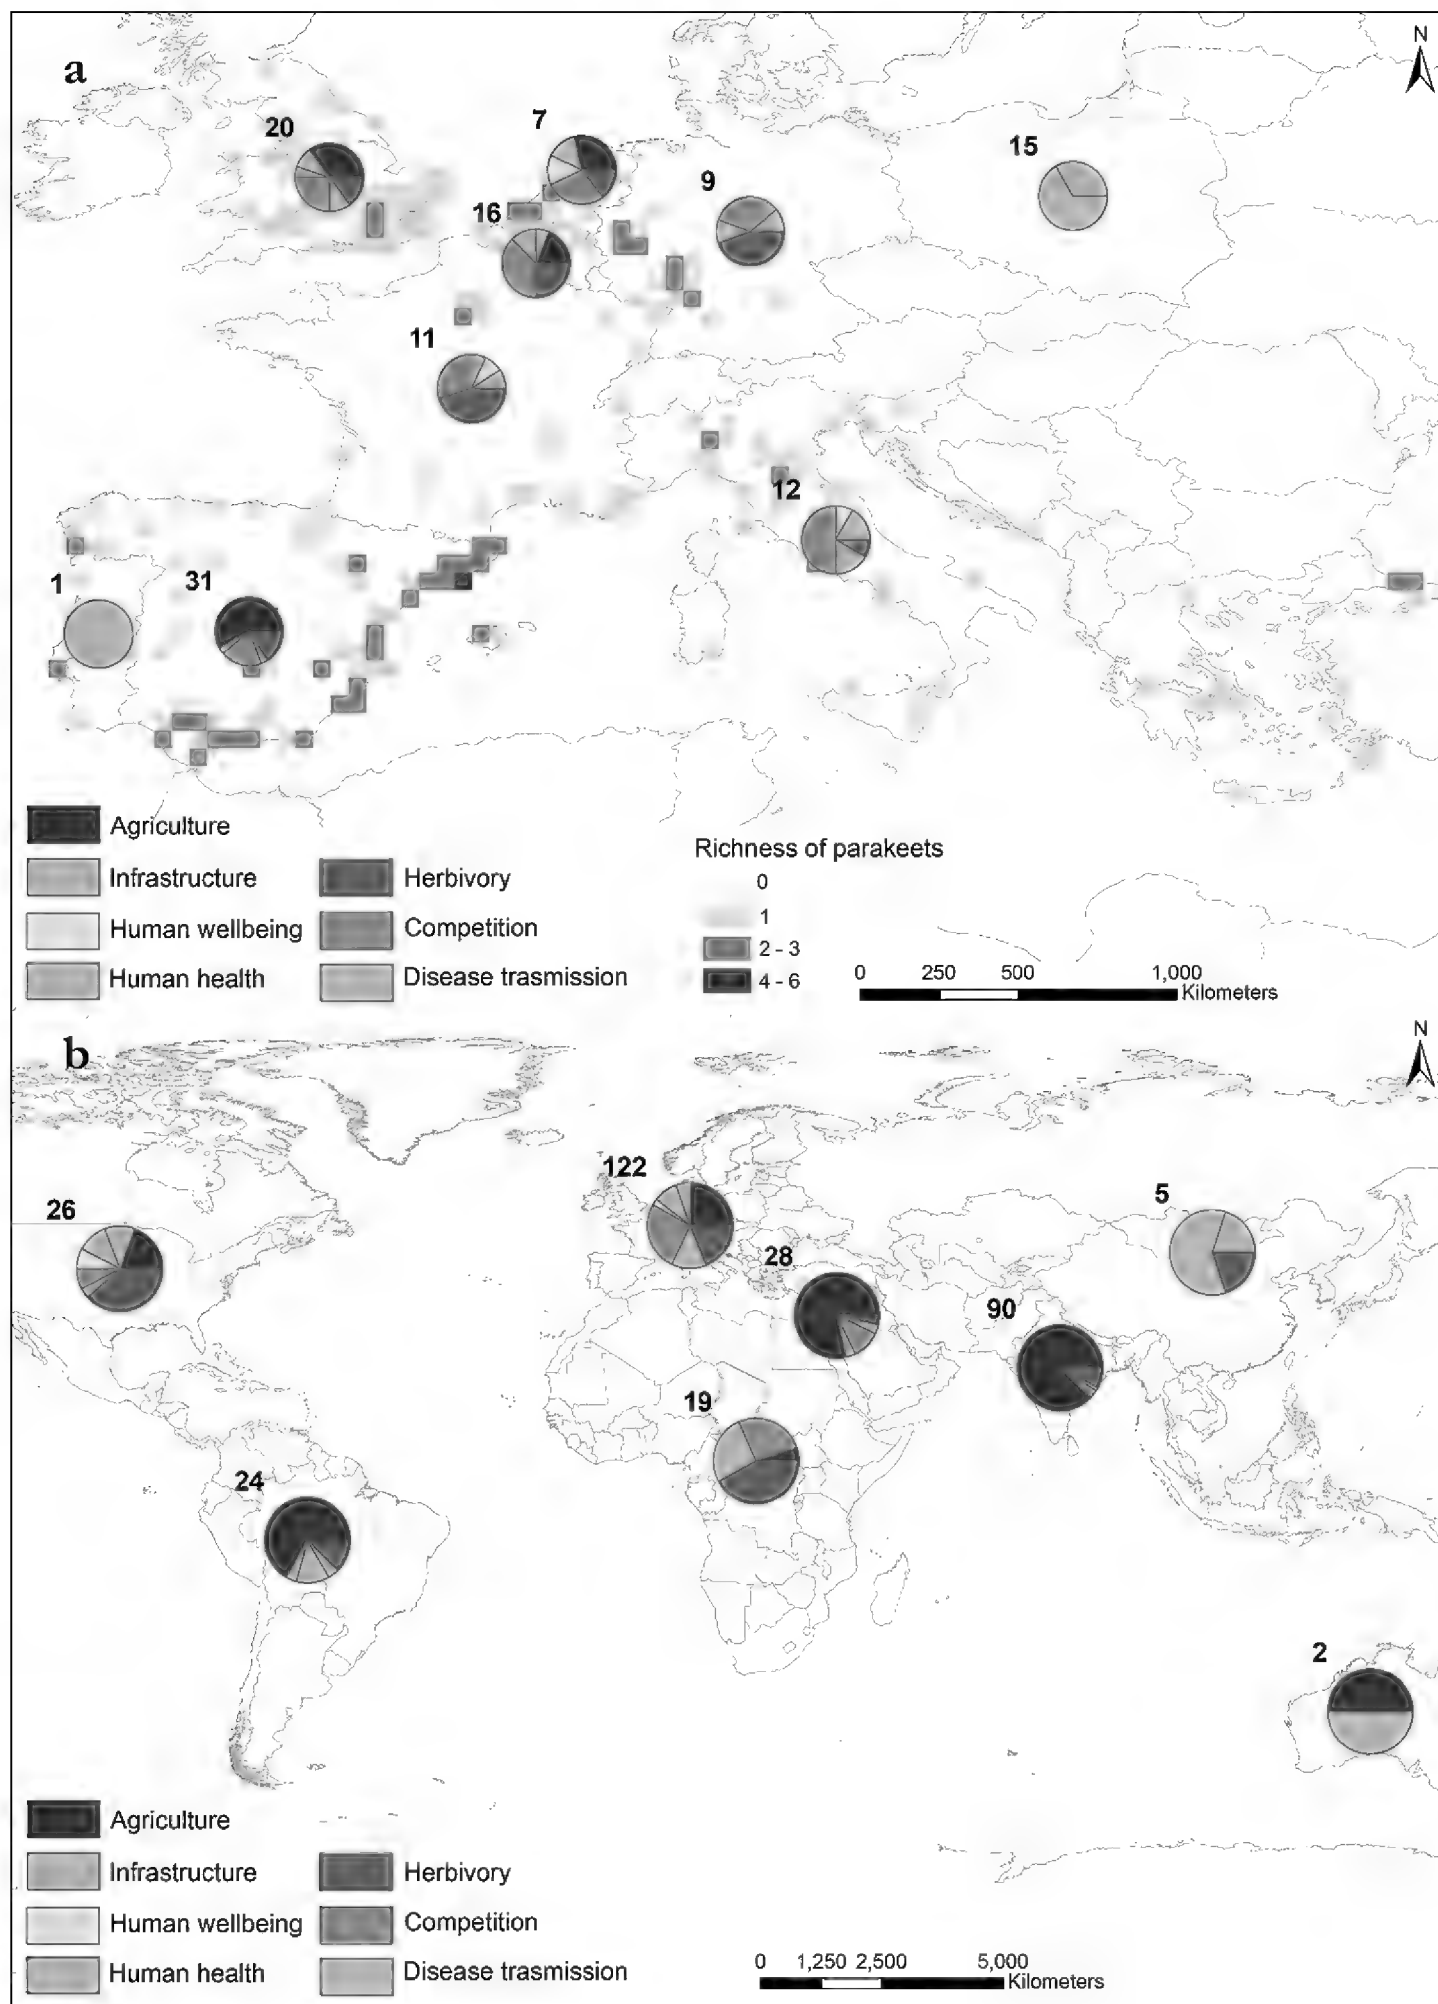 a
N
20
7
15
9
16
11
12
1
31
Agriculture
Infrastructure
Herbivory
Human wellbeing
Competition
Human health
Disease trasmission
Richness of parakeets
0
1
2 - 3
4 - 6
0 250 500 1,000
Kilometers
b
N
122
5
26
28
90
19
24
2
Agriculture
Infrastructure
Herbivory
Human wellbeing
Competition
Human health
Disease trasmission
0 1,250 2,500 5,000
Kilometers